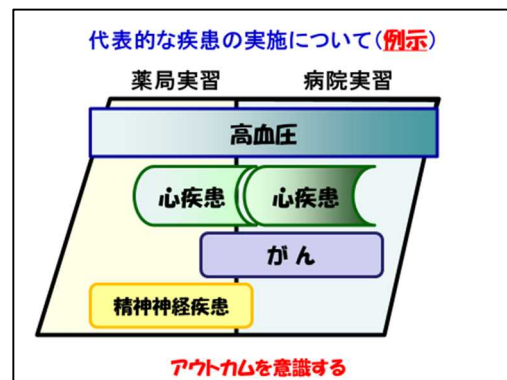 代表的な疾患の実施について(例示)
薬局実習 病院実習
高血圧
心疾患 心疾患
がん
精神神経疾患
アウトカムを意識する